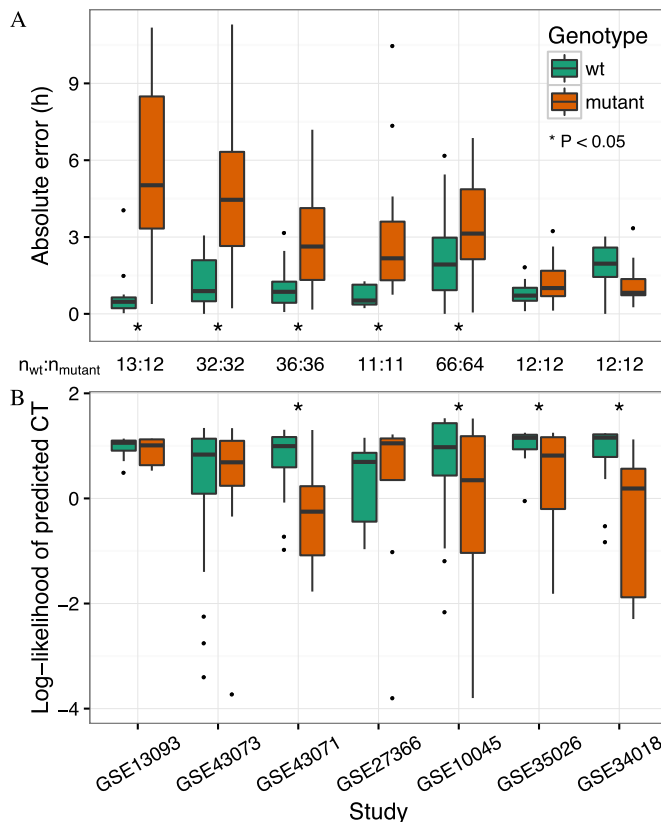 A
Absolute error (h)
9
6
3
0
Genotype
wt
mutant
* P < 0.05
* * * * *
nwt:nmutant 13:12 32:32 36:36 11:11 66:64 12:12 12:12
B
Log−likelihood of predicted CT
2
0
−2
−4
* * * *
GSE13093 GSE43073 GSE43071 GSE27366 GSE10045 GSE35026 GSE34018
Study